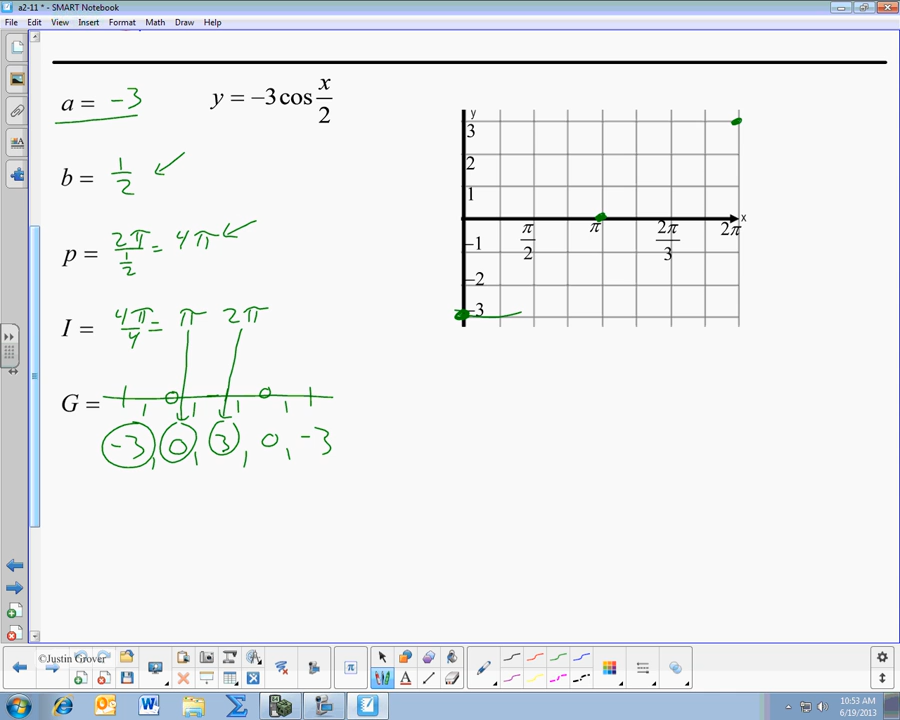 a2-11 * - SMART Notebook
File Edit View Insert Format Math Draw Help
a = -3
y = −3cos x/2
b = 1/2
p = 2π/(1/2) = 4π
I = 4π/4 = π 2π
G =
-3, 0, 3, 0, -3
y
3
2
1
−1
−2
−3
π/2 π 2π/3 2π x
©Justin Grover
π
A
W
Σ
10:53 AM
6/19/2013